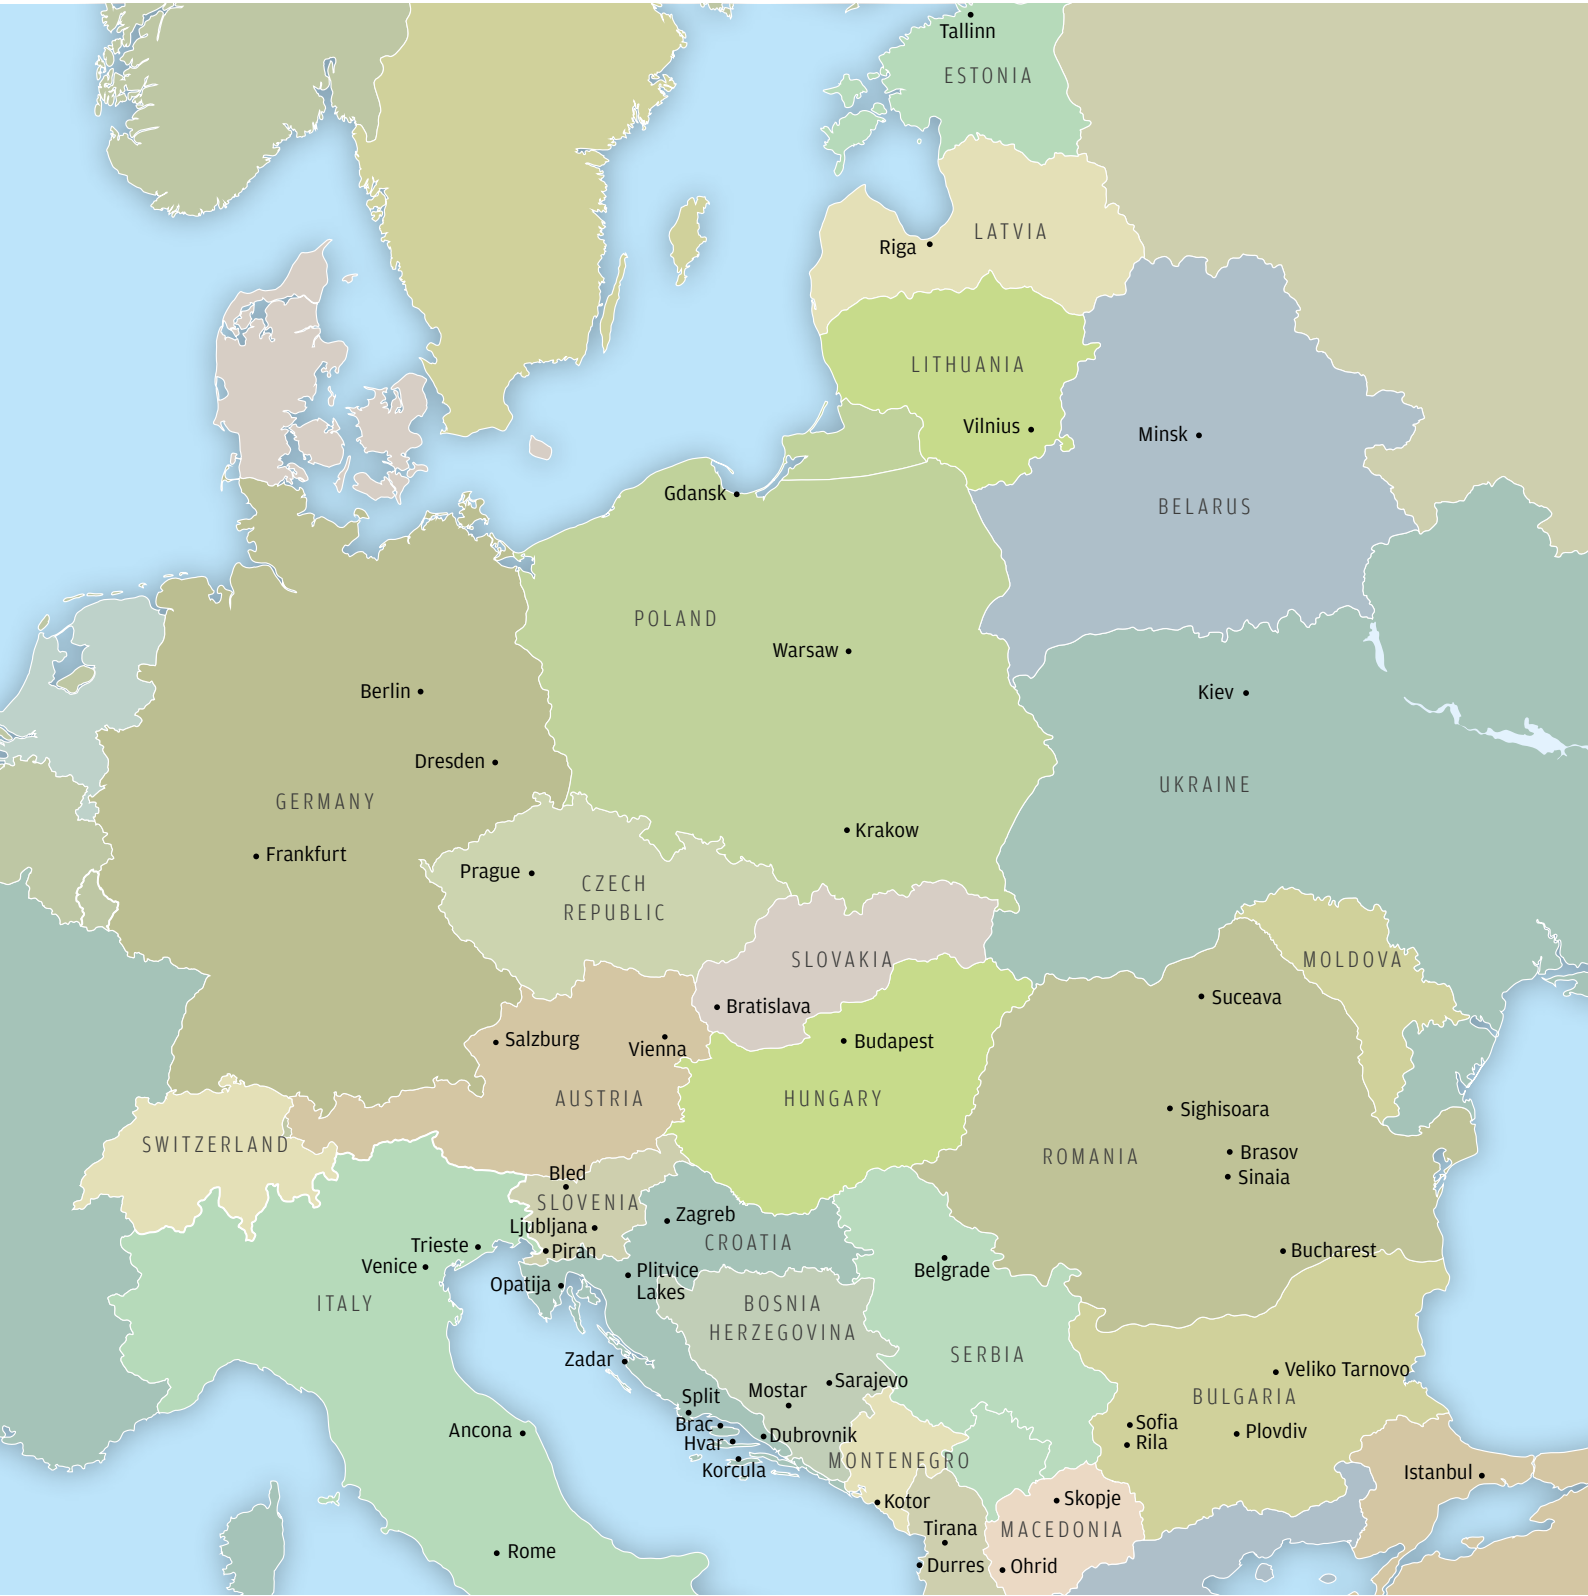 Tallinn
ESTONIA
Riga
LATVIA
LITHUANIA
Vilnius
Minsk
BELARUS
Gdansk
POLAND
Warsaw
Berlin
Kiev
Dresden
UKRAINE
GERMANY
Krakow
Frankfurt
Prague
CZECH
REPUBLIC
SLOVAKIA
MOLDOVA
Bratislava
Suceava
Salzburg
Vienna
Budapest
AUSTRIA
HUNGARY
Sighisoara
SWITZERLAND
ROMANIA
Brasov
Sinaia
Bled
SLOVENIA
Zagreb
Ljubljana
CROATIA
Trieste
Piran
Bucharest
Venice
Plitvice
Lakes
Belgrade
Opatija
ITALY
BOSNIA
HERZEGOVINA
SERBIA
Zadar
Veliko Tarnovo
Sarajevo
Mostar
BULGARIA
Split
Brac
Sofia
Ancona
Dubrovnik
Plovdiv
Hvar
Rila
MONTENEGRO
Korcula
Istanbul
Kotor
Skopje
Tirana
MACEDONIA
Rome
Durres
Ohrid